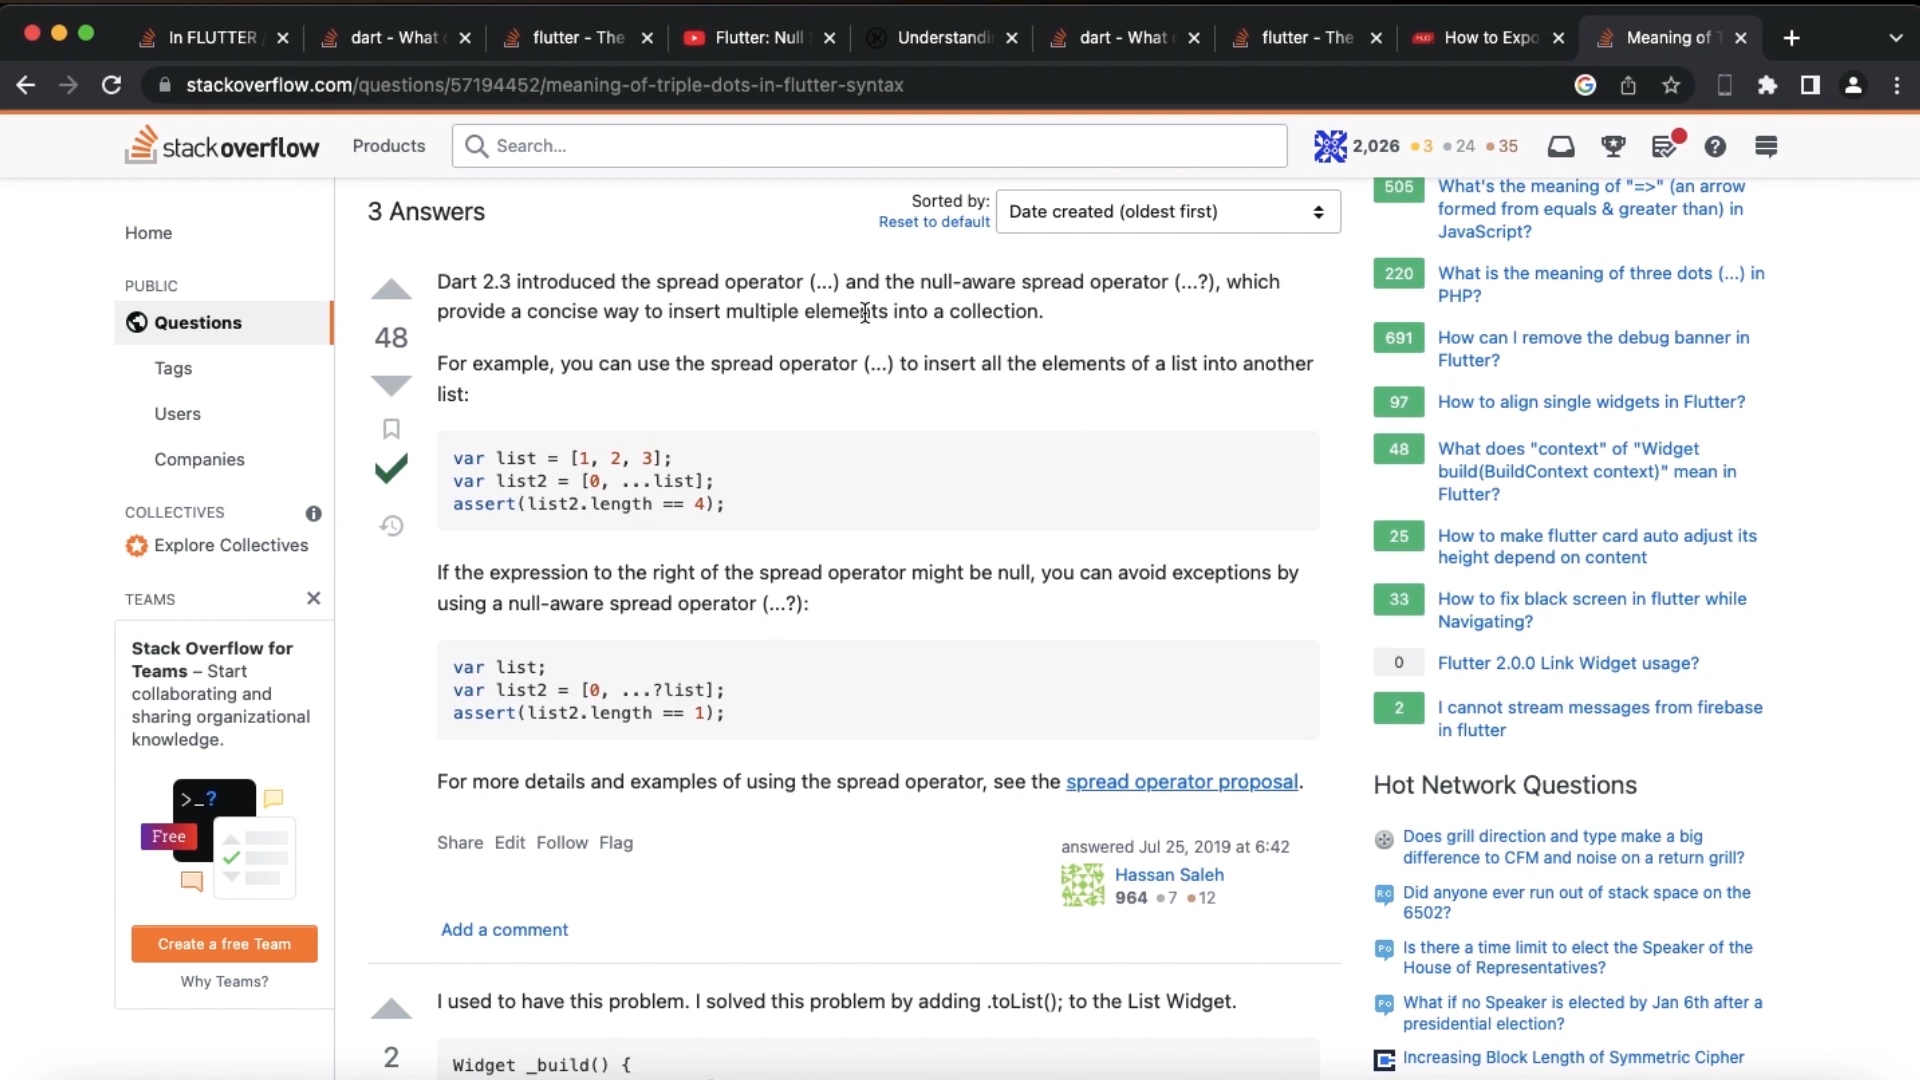 In FLUTTER
dart - What
flutter - The
Flutter: Null
Understandi
dart - What
flutter - The
How to Expo
Meaning of
stackoverflow.com/questions/57194452/meaning-of-triple-dots-in-flutter-syntax
stackoverflow
Products
Search...
2,026 3 24 35
Home
PUBLIC
Questions
Tags
Users
Companies
COLLECTIVES
Explore Collectives
TEAMS
Stack Overflow for
Teams – Start
collaborating and
sharing organizational
knowledge.
>_?
Free
Create a free Team
Why Teams?
3 Answers
Sorted by:
Reset to default
Date created (oldest first)
48
Dart 2.3 introduced the spread operator (...) and the null-aware spread operator (...?), which
provide a concise way to insert multiple elements into a collection.
For example, you can use the spread operator (...) to insert all the elements of a list into another
list:
var list = [1, 2, 3];
var list2 = [0, ...list];
assert(list2.length == 4);
If the expression to the right of the spread operator might be null, you can avoid exceptions by
using a null-aware spread operator (...?):
var list;
var list2 = [0, ...?list];
assert(list2.length == 1);
For more details and examples of using the spread operator, see the spread operator proposal.
Share Edit Follow Flag
answered Jul 25, 2019 at 6:42
Hassan Saleh
964 7 12
Add a comment
I used to have this problem. I solved this problem by adding .toList(); to the List Widget.
2
Widget _build() {
505 What's the meaning of "=>" (an arrow
formed from equals & greater than) in
JavaScript?
220 What is the meaning of three dots (...) in
PHP?
691 How can I remove the debug banner in
Flutter?
97 How to align single widgets in Flutter?
48 What does "context" of "Widget
build(BuildContext context)" mean in
Flutter?
25 How to make flutter card auto adjust its
height depend on content
33 How to fix black screen in flutter while
Navigating?
0 Flutter 2.0.0 Link Widget usage?
2 I cannot stream messages from firebase
in flutter
Hot Network Questions
Does grill direction and type make a big
difference to CFM and noise on a return grill?
Did anyone ever run out of stack space on the
6502?
Is there a time limit to elect the Speaker of the
House of Representatives?
What if no Speaker is elected by Jan 6th after a
presidential election?
Increasing Block Length of Symmetric Cipher